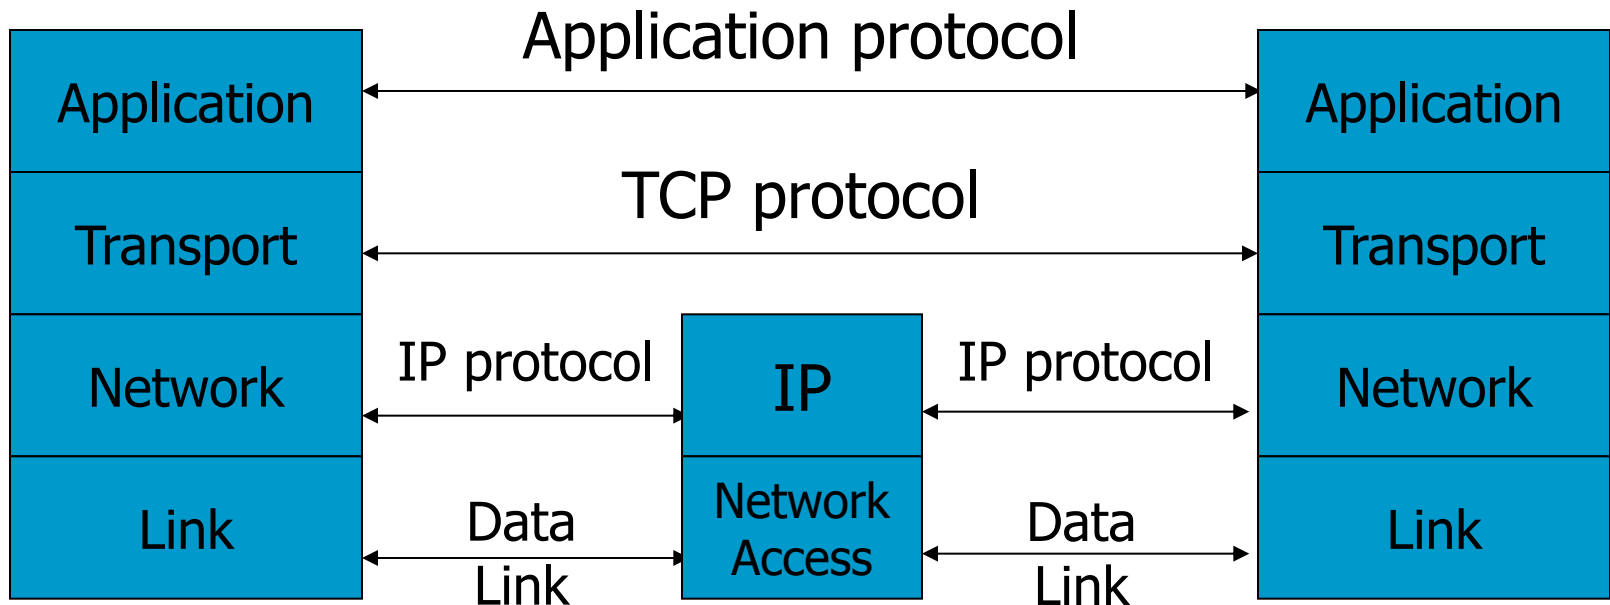 Application protocol
Application
Application
TCP protocol
Transport
Transport
IP protocol
IP
IP protocol
Network
Network
Data
Link
Network
Access
Data
Link
Link
Link